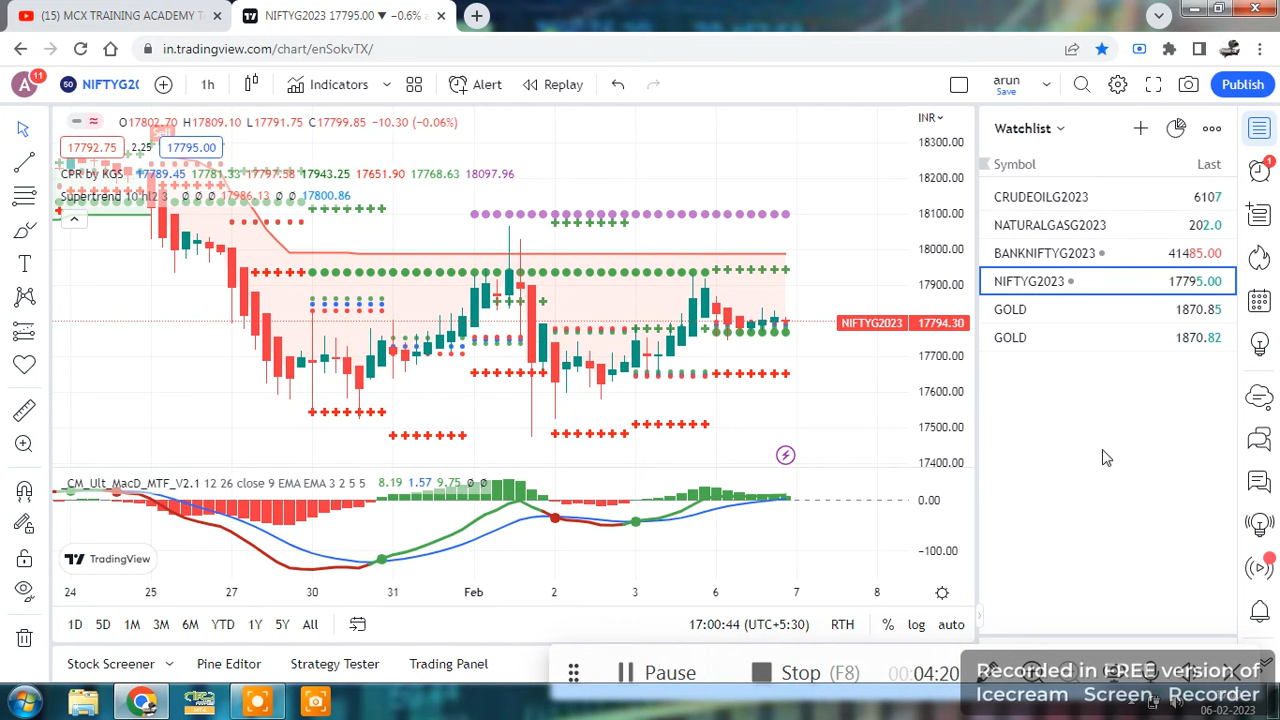 (15) MCX TRAINING ACADEMY T
NIFTYG2023 17795.00 ▼ −0.6%
in.tradingview.com/chart/enSokvTX/
A 11
50 NIFTYG20
1h
Indicators
Alert
Replay
arun
Save
Publish
O17802.70 H17809.10 L17791.75 C17799.85 −10.30 (−0.06%)
INR
Sell
17792.75 2.25 17795.00
CPR by KGS 17789.45 17781.33 17797.58 17943.25 17651.90 17768.63 18097.96
Supertrend 10 hl2 3 Ø Ø Ø 17986.13 Ø Ø 17800.86
18300.00
18200.00
18100.00
18000.00
17900.00
NIFTYG2023 17794.30
17700.00
17600.00
17500.00
17400.00
_CM_Ult_MacD_MTF_V2.1 12 26 close 9 EMA EMA 3 2 5 5 8.19 1.57 9.75 Ø Ø
0.00
−100.00
TradingView
24 25 27 30 31 Feb 2 3 6 7 8
1D 5D 1M 3M 6M YTD 1Y 5Y All
17:00:44 (UTC+5:30) RTH % log auto
Stock Screener Pine Editor Strategy Tester Trading Panel
Watchlist
Symbol Last
CRUDEOILG2023 6107
NATURALGASG2023 202.0
BANKNIFTYG2023 41485.00
NIFTYG2023 17795.00
GOLD 1870.85
GOLD 1870.82
1
Pause Stop (F8) 00:04:20
Recorded in FREE version of
Icecream Screen Recorder
06-02-2023